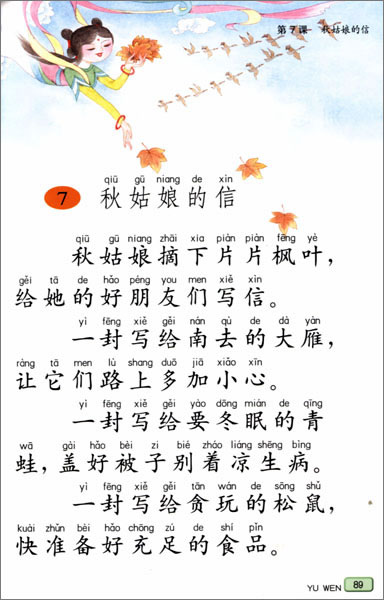 第7课 秋姑娘的信
qiū gū niang de xìn
7 秋姑娘的信
qiū gū niang zhāi xia piàn piàn fēng yè
秋姑娘摘下片片枫叶，
gěi tā de hǎo péng you men xiě xìn
给她的好朋友们写信。
yì fēng xiě gěi nán qù de dà yàn
一封写给南去的大雁，
ràng tā men lù shang duō jiā xiǎo xīn
让它们路上多加小心。
yì fēng xiě gěi yào dōng mián de qīng
一封写给要冬眠的青
wā gài hǎo bèi zi bié zháo liáng shēng bìng
蛙，盖好被子别着凉生病。
yì fēng xiě gěi tān wán de sōng shǔ
一封写给贪玩的松鼠，
kuài zhǔn bèi hǎo chōng zú de shí pǐn
快准备好充足的食品。
YU WEN 89